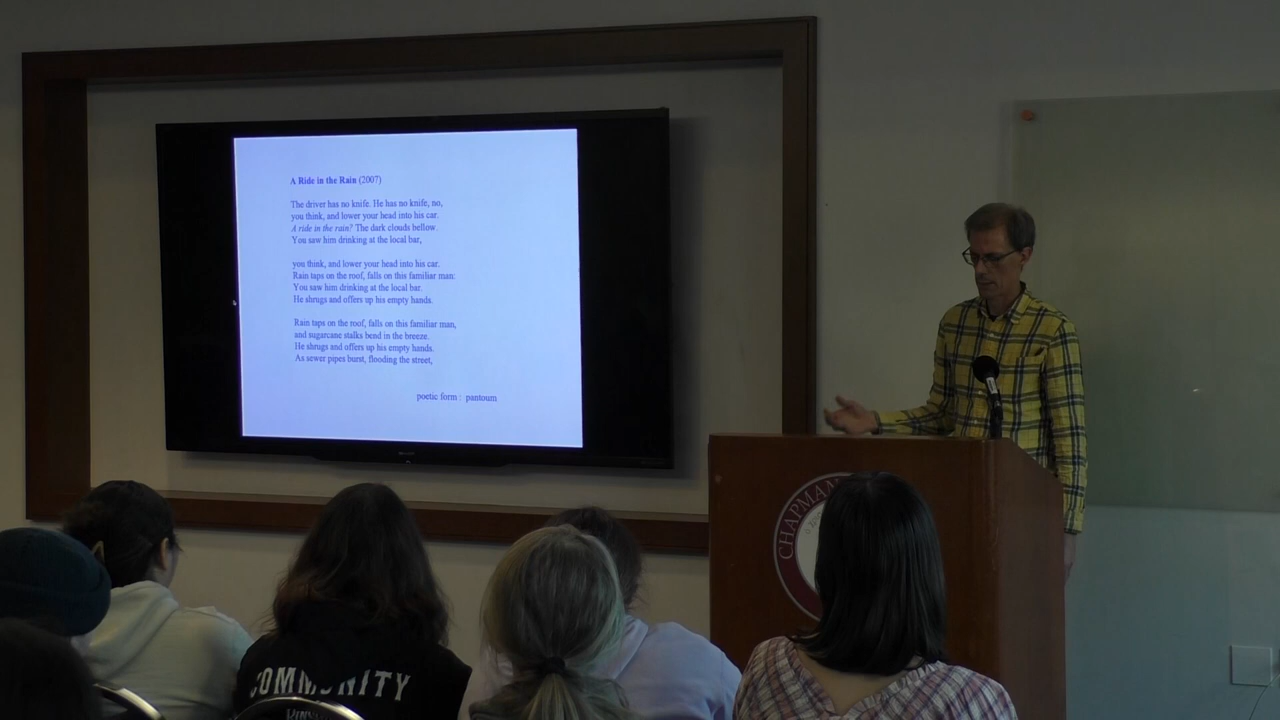 A Ride in the Rain (2007)
The driver has no knife. He has no knife, no,
you think, and lower your head into his car.
A ride in the rain? The dark clouds bellow.
You saw him drinking at the local bar,
you think, and lower your head into his car.
Rain taps on the roof, falls on this familiar man:
You saw him drinking at the local bar.
He shrugs and offers up his empty hands.
Rain taps on the roof, falls on this familiar man,
and sugarcane stalks bend in the breeze.
He shrugs and offers up his empty hands.
As sewer pipes burst, flooding the street,
poetic form : pantoum
CHAPMAN
COMMUNITY